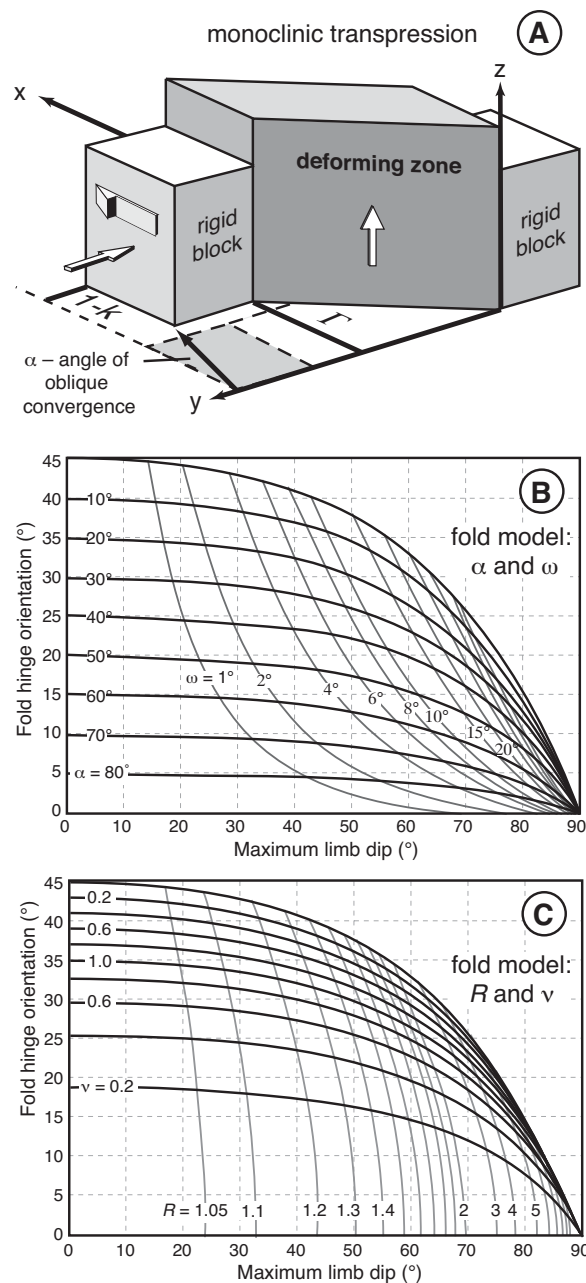 monoclinic transpression
A
x
z
deforming zone
rigid block
rigid block
1-k
Γ
α – angle of
oblique
convergence
y
B
fold model:
α and ω
Fold hinge orientation (°)
45
40
35
30
25
20
15
10
5
0
10°
20°
30°
40°
50°
60°
70°
α = 80°
ω = 1°
2°
4°
6°
8°
10°
15°
20°
0 10 20 30 40 50 60 70 80 90
Maximum limb dip (°)
C
fold model:
R and ν
Fold hinge orientation (°)
45
40
35
30
25
20
15
10
5
0
0.2
0.6
1.0
0.6
ν = 0.2
R = 1.05 1.1 1.2 1.3 1.4 2 3 4 5
0 10 20 30 40 50 60 70 80 90
Maximum limb dip (°)